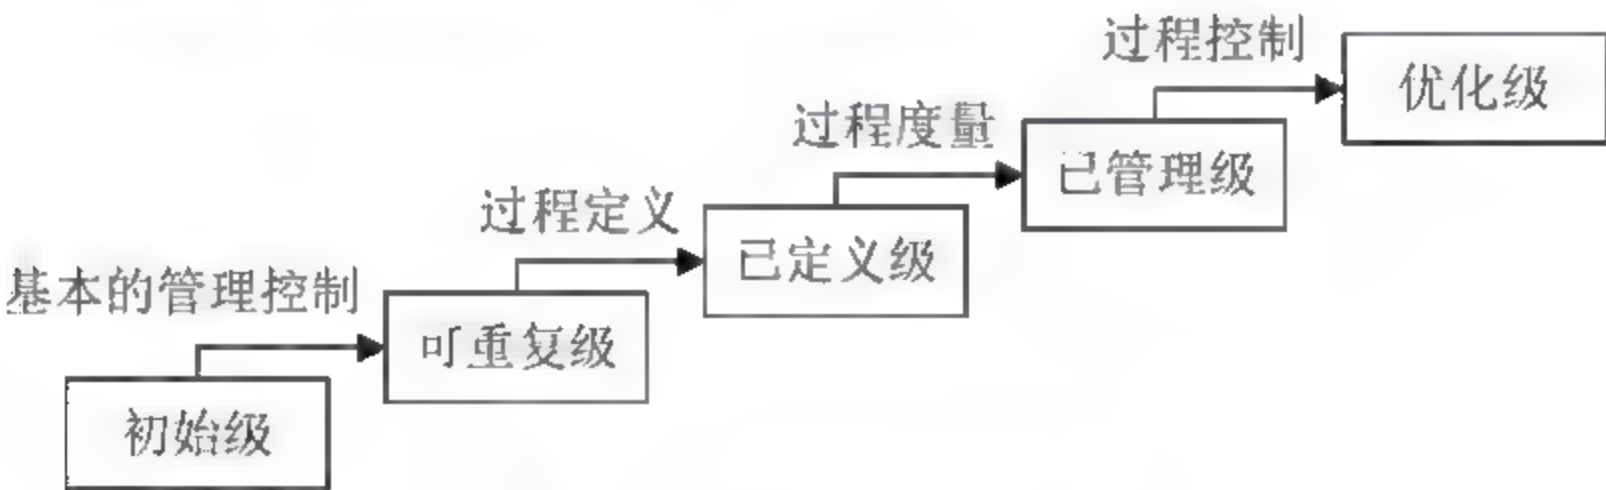 过程控制
优化级
过程度量
已管理级
过程定义
已定义级
基本的管理控制
可重复级
初始级